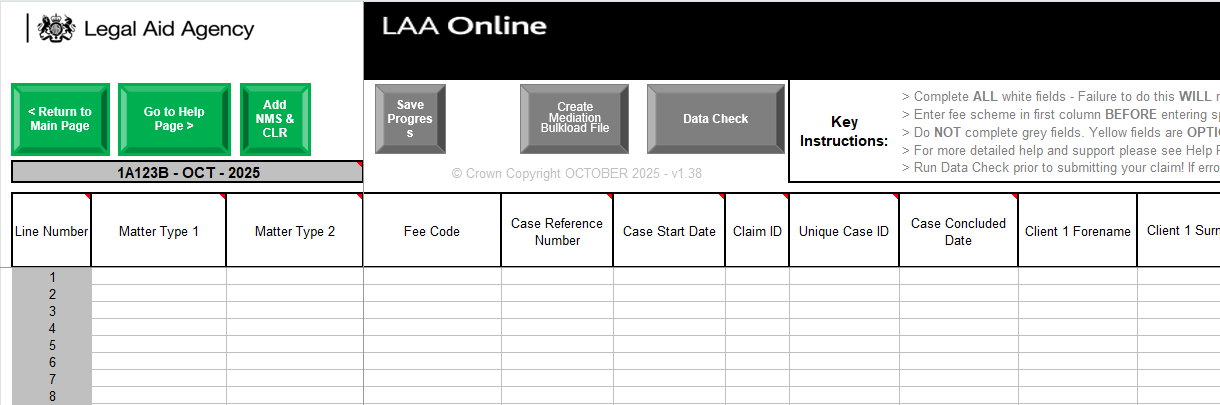 Legal Aid Agency
LAA Online
< Return to
Main Page
Go to Help
Page >
Add
NMS &
CLR
Save
Progres
s
Create
Mediation
Bulkload File
Data Check
Key
Instructions:
> Complete ALL white fields - Failure to do this WILL
> Enter fee scheme in first column BEFORE entering
> Do NOT complete grey fields. Yellow fields are
> For more detailed help and support please see Help
> Run Data Check prior to submitting your claim! If
1A123B - OCT - 2025
© Crown Copyright OCTOBER 2025 - v1.38
Line Number
Matter Type 1
Matter Type 2
Fee Code
Case Reference
Number
Case Start Date
Claim ID
Unique Case ID
Case Concluded
Date
Client 1 Forename
Client 1
1
2
3
4
5
6
7
8